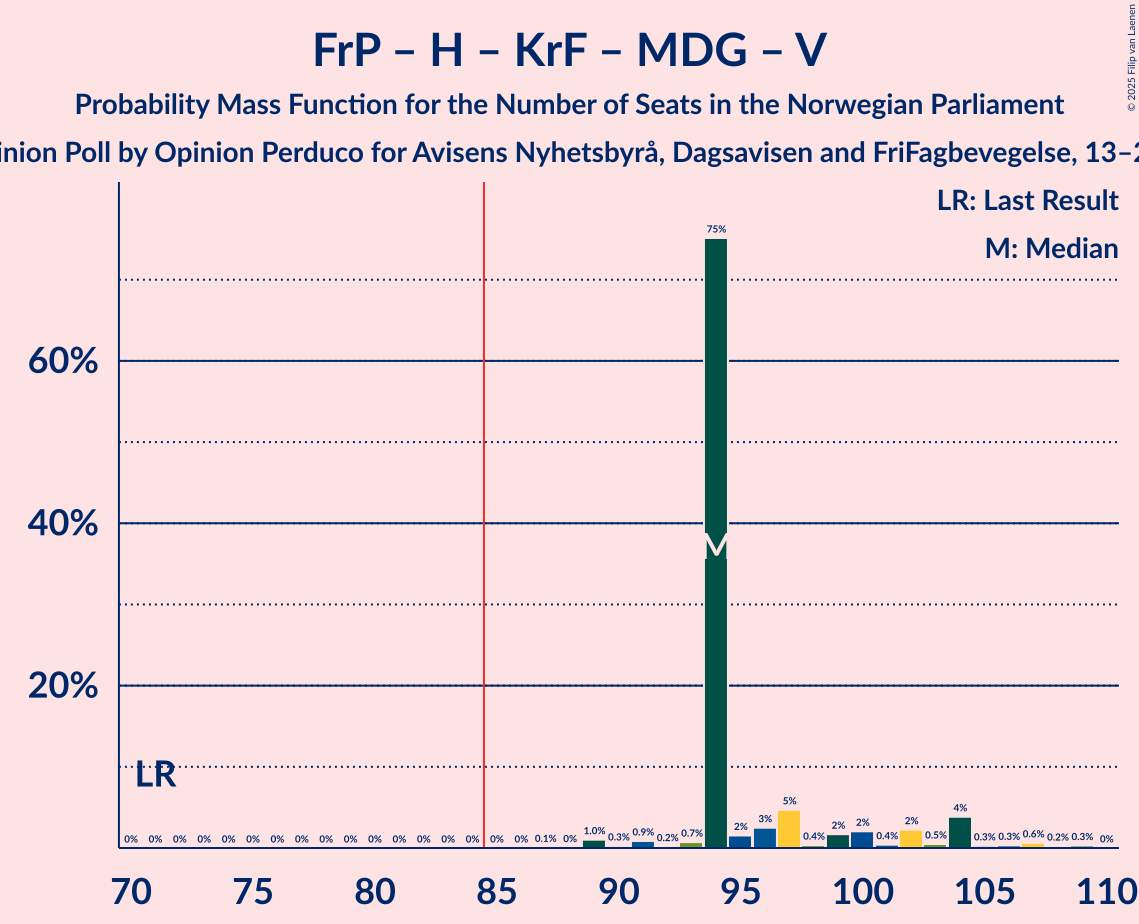 FrP – H – KrF – MDG – V
Probability Mass Function for the Number of Seats in the Norwegian Parliament
inion Poll by Opinion Perduco for Avisens Nyhetsbyrå, Dagsavisen and FriFagbevegelse, 13–2
© 2025 Filip van Laenen
LR: Last Result
M: Median
75%
60%
40%
M
20%
LR
0% 0% 0% 0% 0% 0% 0% 0% 0% 0% 0% 0% 0% 0% 0% 0% 0% 0.1% 0% 1.0% 0.3% 0.9% 0.2% 0.7% 2% 3% 5% 0.4% 2% 2% 0.4% 2% 0.5% 4% 0.3% 0.3% 0.6% 0.2% 0.3% 0%
70 75 80 85 90 95 100 105 110